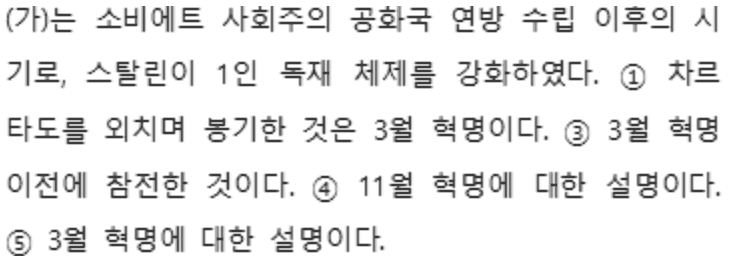 (가)는 소비에트 사회주의 공화국 연방 수립 이후의 시
기로, 스탈린이 1인 독재 체제를 강화하였다. ① 차르
타도를 외치며 봉기한 것은 3월 혁명이다. ③ 3월 혁명
이전에 참전한 것이다. ④ 11월 혁명에 대한 설명이다.
⑤ 3월 혁명에 대한 설명이다.